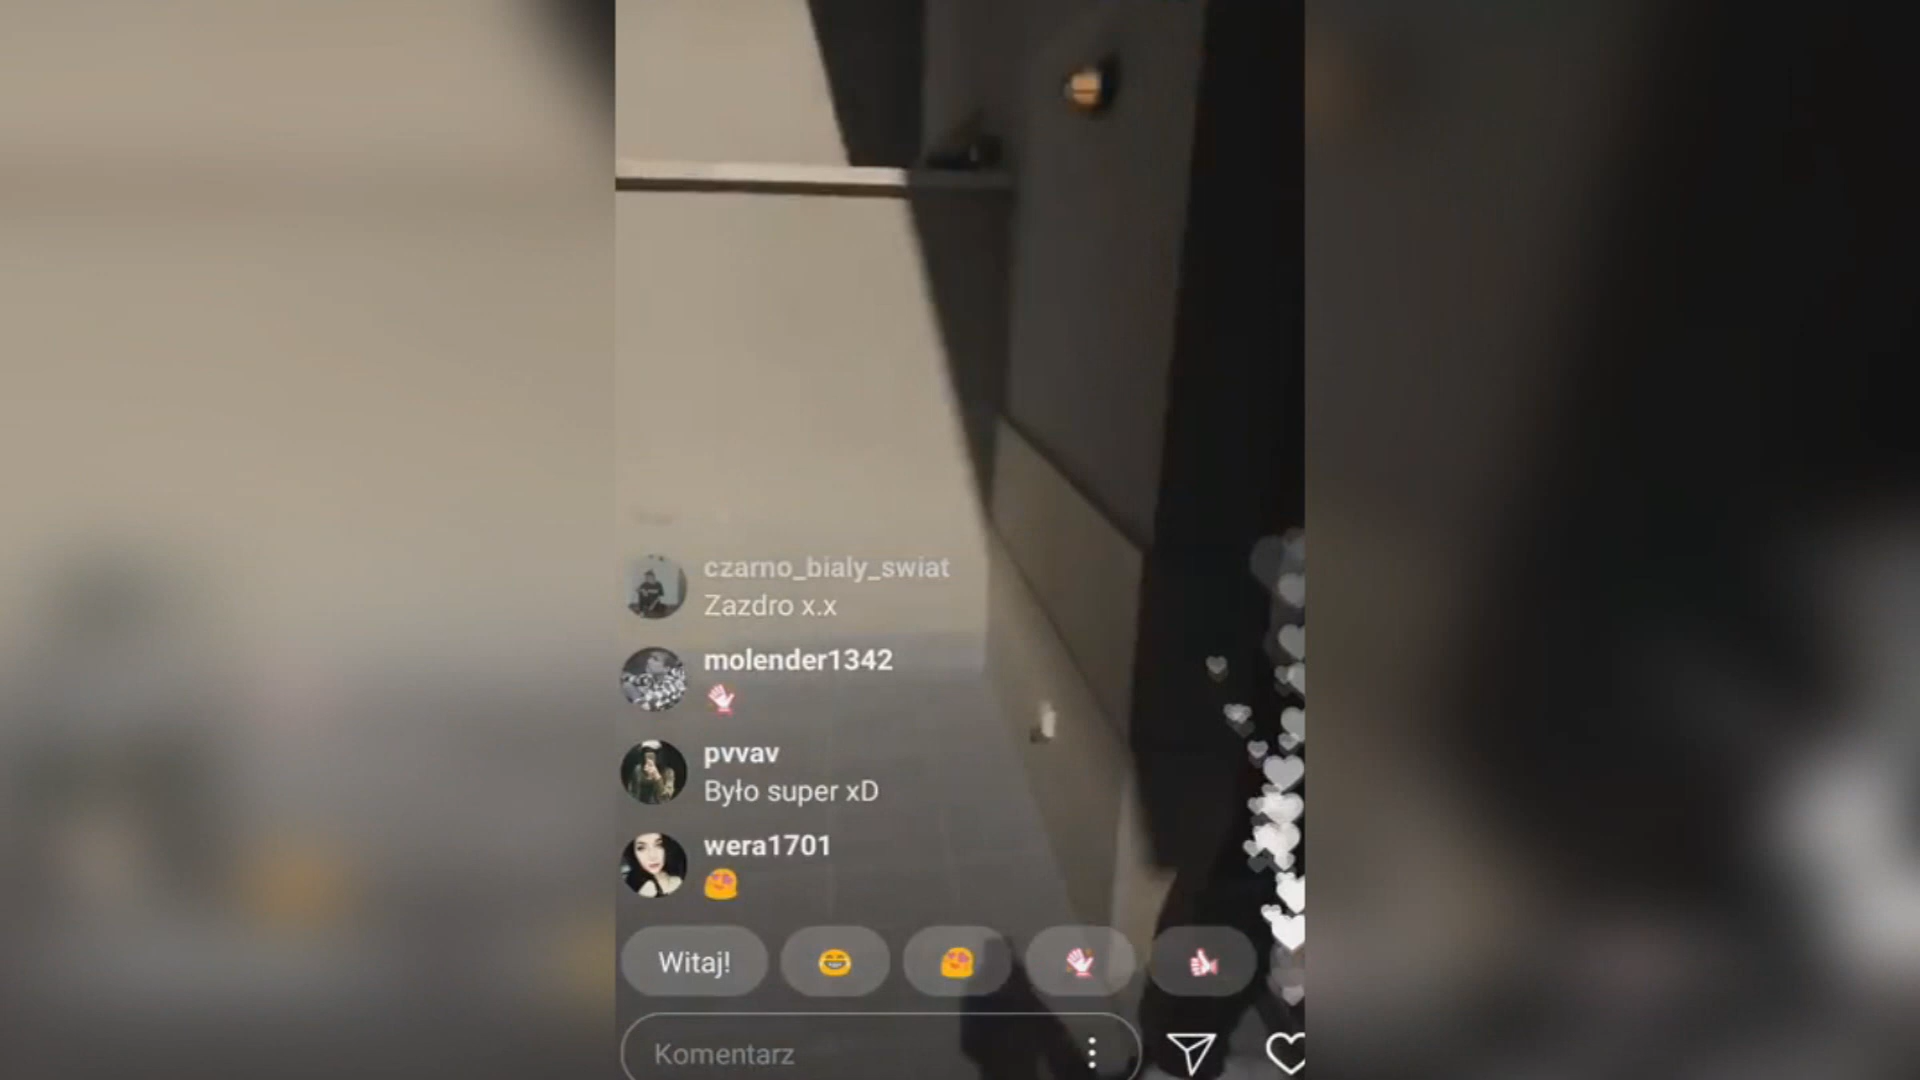 czarno_bialy_swiat
Zazdro x.x
molender1342
pvvav
Było super xD
wera1701
Witaj!
Komentarz